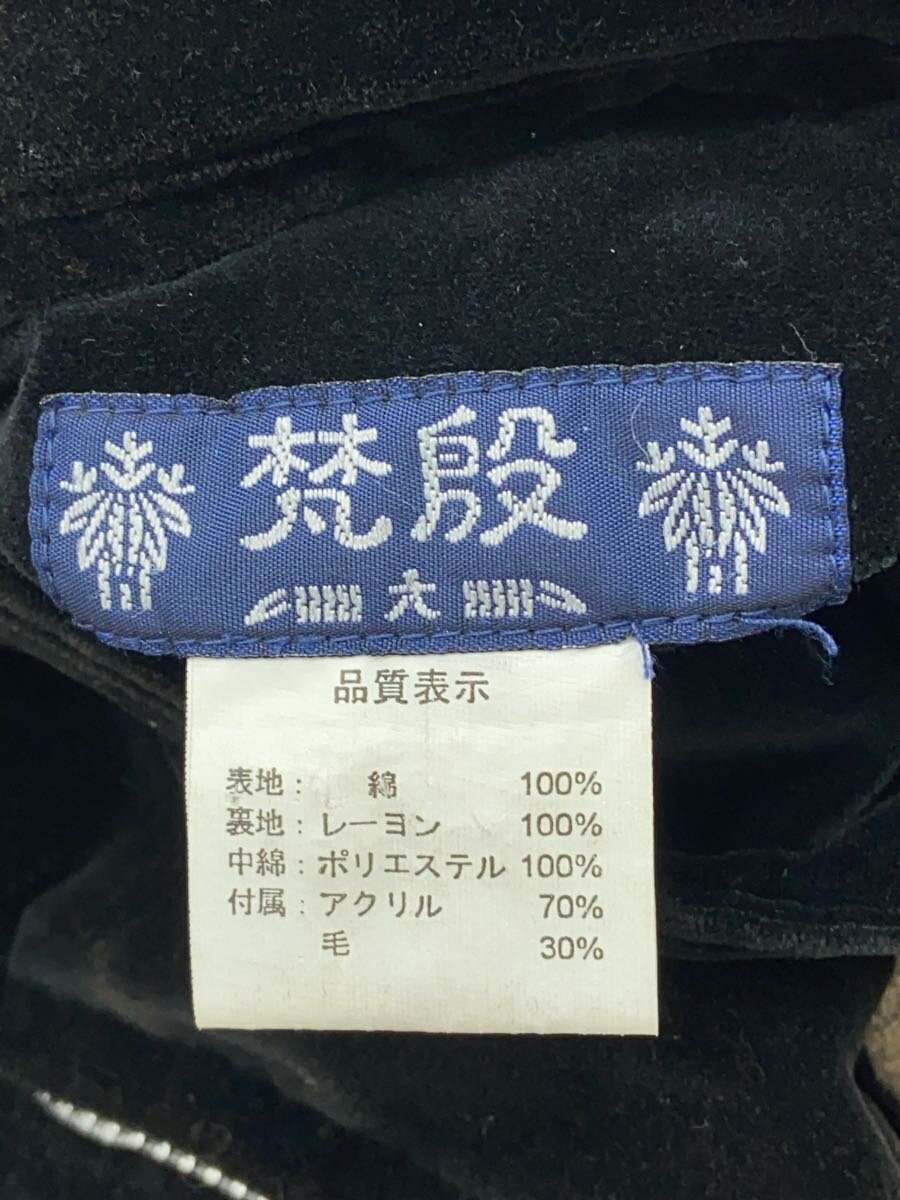 梵殷
大
品質表示
表地: 綿 100%
裏地: レーヨン 100%
中綿: ポリエステル 100%
付属: アクリル 70%
毛 30%